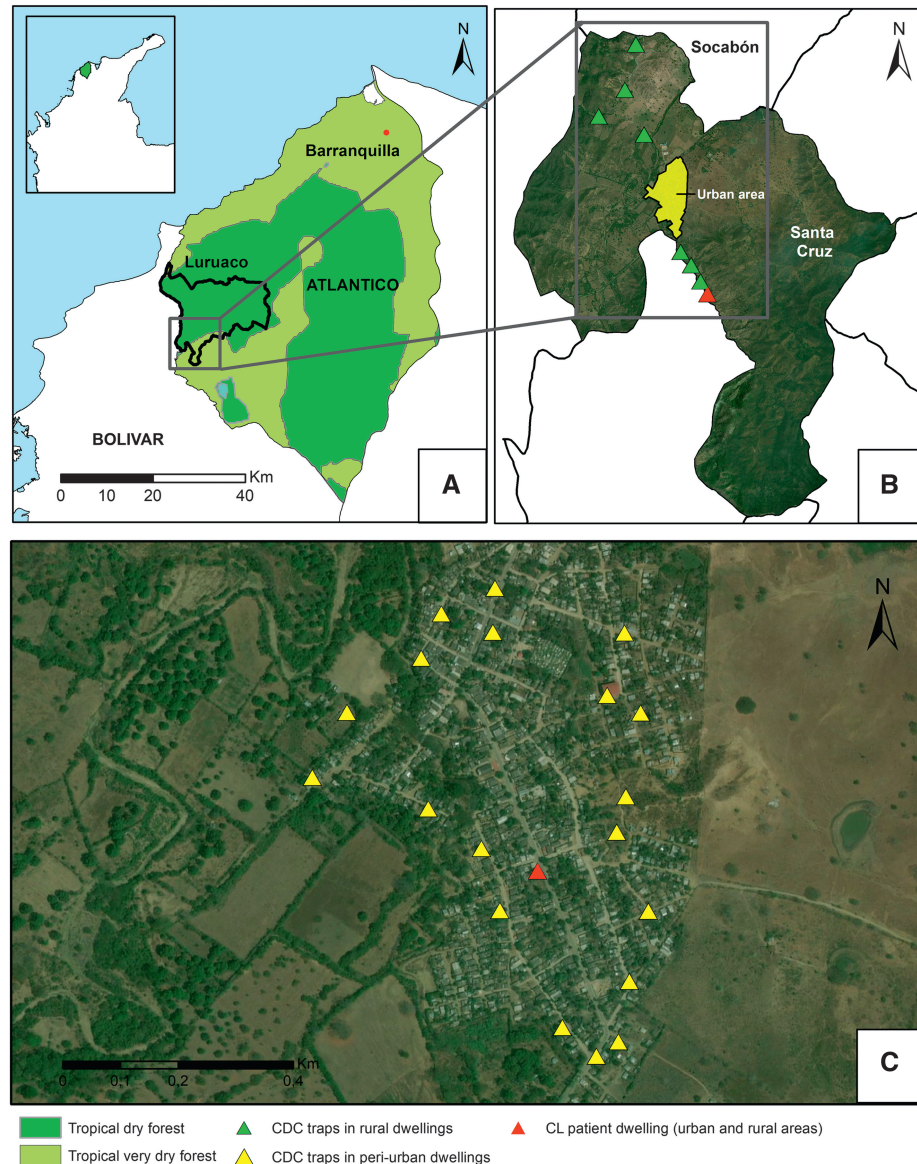 N
Barranquilla
Luruaco
ATLANTICO
BOLIVAR
Km
0 10 20 40
A
N
Socabón
Urban area
Santa
Cruz
B
N
Km
0 0,1 0,2 0,4
C
Tropical dry forest
CDC traps in rural dwellings
CL patient dwelling (urban and rural areas)
Tropical very dry forest
CDC traps in peri-urban dwellings